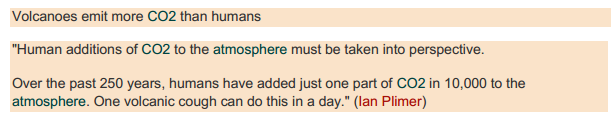 Volcanoes emit more CO2 than humans
"Human additions of CO2 to the atmosphere must be taken into perspective.
Over the past 250 years, humans have added just one part of CO2 in 10,000 to the
atmosphere. One volcanic cough can do this in a day." (Ian Plimer)